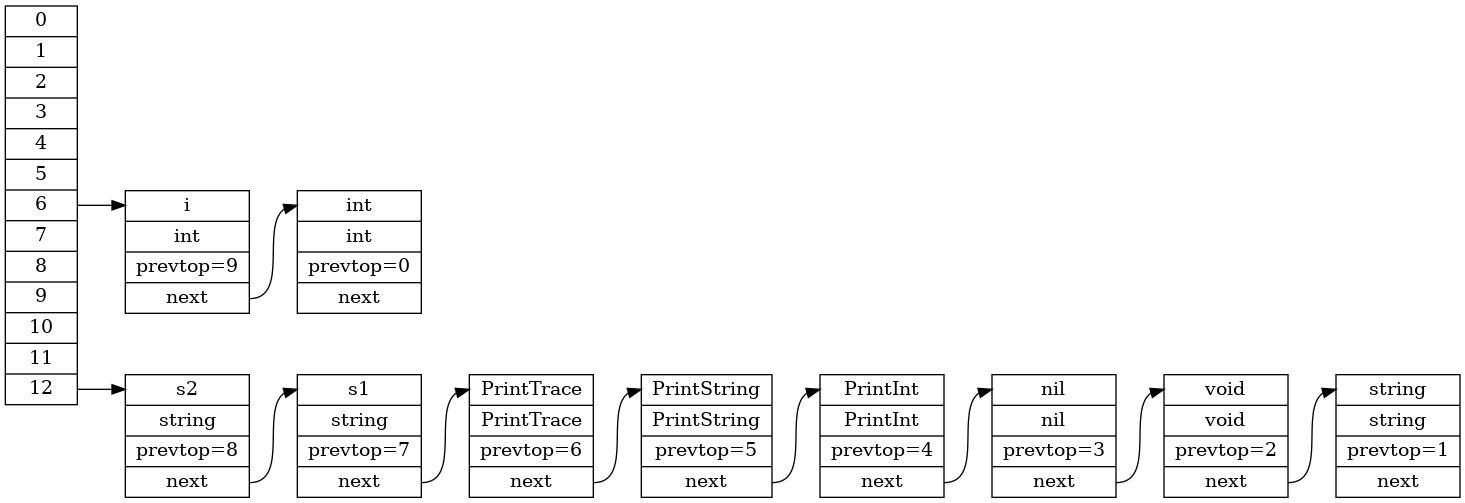 0
1
2
3
4
5
6
7
8
9
10
11
12
i
int
prevtop=9
next
int
int
prevtop=0
next
s2
string
prevtop=8
next
s1
string
prevtop=7
next
PrintTrace
PrintTrace
prevtop=6
next
PrintString
PrintString
prevtop=5
next
PrintInt
PrintInt
prevtop=4
next
nil
nil
prevtop=3
next
void
void
prevtop=2
next
string
string
prevtop=1
next